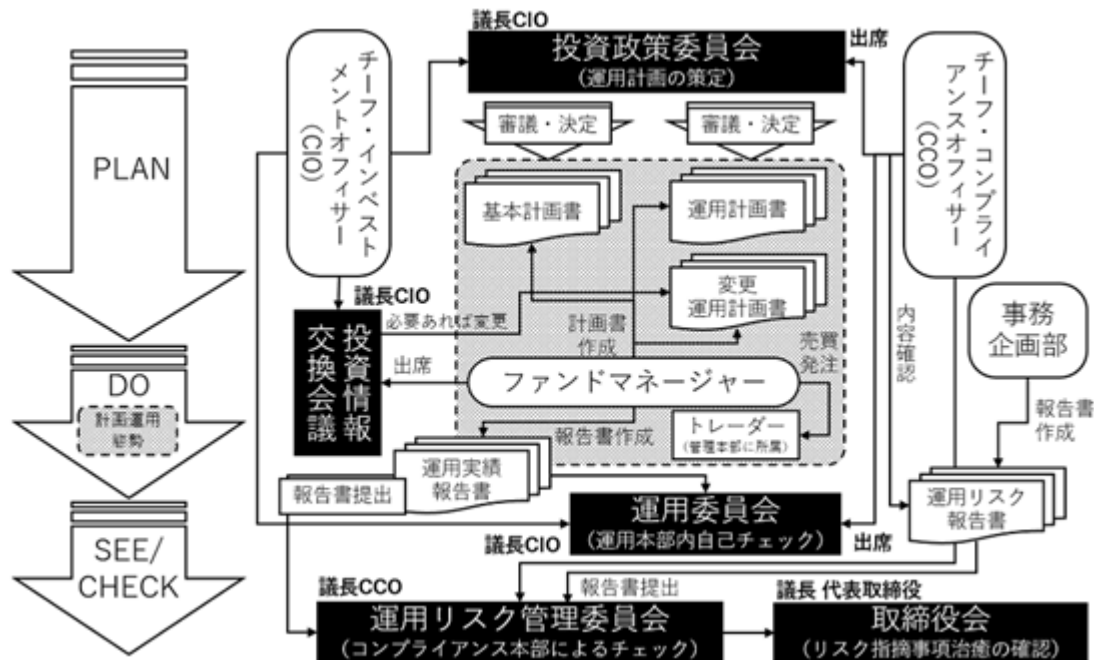 議長CIO
投資政策委員会
(運用計画の策定)
出席
チーフ・インベスト
メントオフィサー
(CIO)
チーフ・コンプライ
アンスオフィサー
(CCO)
PLAN
審議・決定
審議・決定
基本計画書
運用計画書
変更
運用計画書
議長CIO
投資情報
交換会議
必要あれば変更
計画書
作成
売買
発注
内容確認
事務
企画部
DO
計画運用
態勢
出席
ファンドマネージャー
トレーダー
(管理本部に所属)
報告書作成
報告書
作成
運用実績
報告書
報告書提出
運用リスク
報告書
運用委員会
(運用本部内自己チェック)
議長CIO
出席
SEE/
CHECK
議長CCO
報告書提出
議長 代表取締役
運用リスク管理委員会
(コンプライアンス本部によるチェック)
取締役会
(リスク指摘事項治癒の確認)